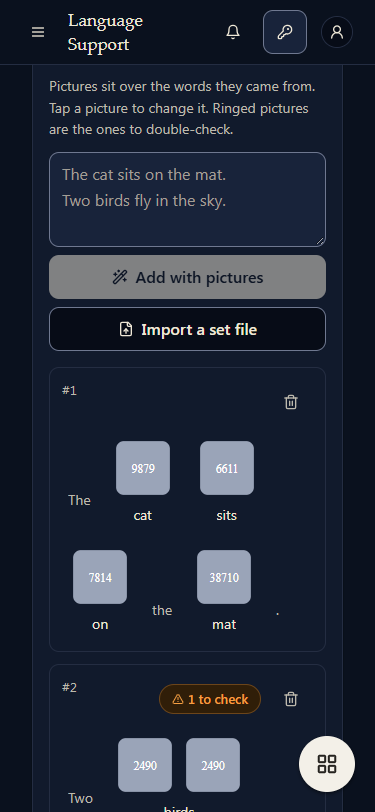 Language
Support
Pictures sit over the words they came from.
Tap a picture to change it. Ringed pictures
are the ones to double-check.
The cat sits on the mat.
Two birds fly in the sky.
Add with pictures
Import a set file
#1
9879 6611
The cat sits
7814 38710
on the mat .
#2 1 to check
2490 2490
Two birds